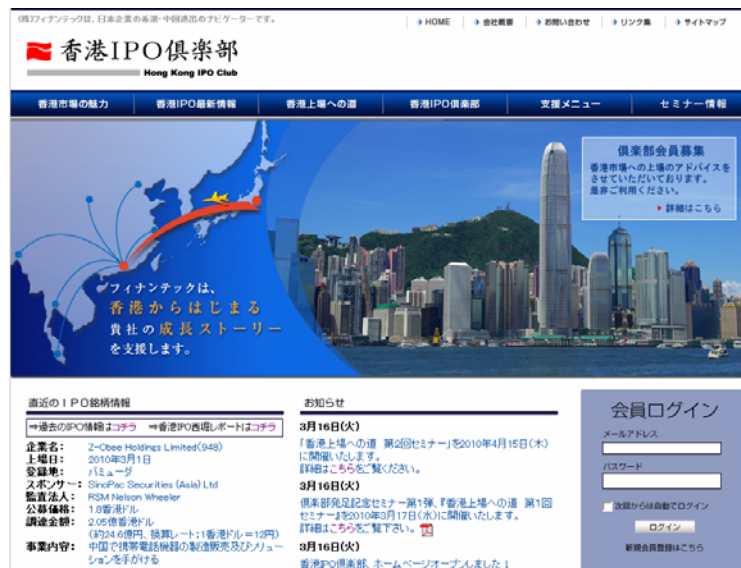 (株)フィナンテックは、日本企業の香港・中国進出のナビゲーターです。
HOME
会社概要
お問い合わせ
リンク集
サイトマップ
香港IPO倶楽部
Hong Kong IPO Club
香港市場の魅力
香港IPO最新情報
香港上場への道
香港IPO倶楽部
支援メニュー
セミナー情報
倶楽部会員募集
香港市場への上場のアドバイスを
させていただいております。
是非ご利用ください。
詳細はこちら
フィナンテックは、
香港からはじまる
貴社の成長ストーリー
を支援します。
直近のIPO銘柄情報
⇒過去のIPO情報はコチラ ⇒香港IPO西堀レポートはコチラ
企業名: Z-Obee Holdings Limited(948)
上場日: 2010年3月1日
登録地: バミューダ
スポンサー: SinoPac Securities (Asia) Ltd
監査法人: RSM Nelson Wheeler
公募価格: 1.8香港ドル
調達金額: 2.05億香港ドル
(約24.6億円、換算レート:1香港ドル=12円)
事業内容: 中国で携帯電話機器の製造販売及びソリュー
ションを手がける
お知らせ
3月16日(火)
「香港上場への道 第2回セミナー」を2010年4月15日(木)
に開催いたします。
詳細はこちらをご覧ください。
3月16日(火)
倶楽部発足記念セミナー第1弾、『香港上場への道 第1回
セミナー』を2010年3月17日(水)に開催いたします。
詳細はこちらをご覧下さい。
3月16日(火)
香港IPO倶楽部、ホームページオープンしました!
会員ログイン
メールアドレス
パスワード
次回からは自動でログイン
ログイン
新規会員登録はこちら